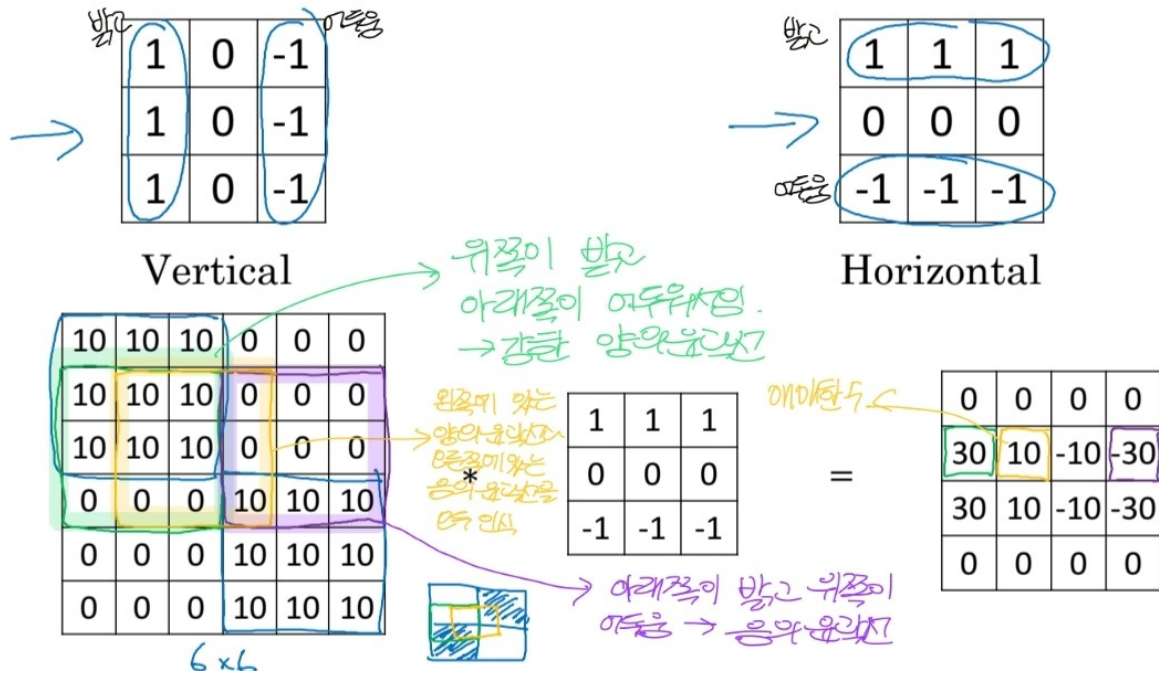 밝고 어두움
1 0 -1
1 0 -1
1 0 -1
Vertical
밝고
1 1 1
0 0 0
어두움
-1 -1 -1
Horizontal
위쪽이 밝고
아래쪽이 어두워지임.
→ 강한 양의 윤곽선
10 10 10 0 0 0
10 10 10 0 0 0
10 10 10 0 0 0
0 0 0 10 10 10
0 0 0 10 10 10
0 0 0 10 10 10
6x6
왼쪽에 있는
양의 윤곽선과
오른쪽에 있는
음의 윤곽선을
모두 인식
*
1 1 1
0 0 0
-1 -1 -1
=
애매한 수
0 0 0 0
30 10 -10 -30
30 10 -10 -30
0 0 0 0
아래쪽이 밝고 위쪽이
어두움 → 음의 윤곽선